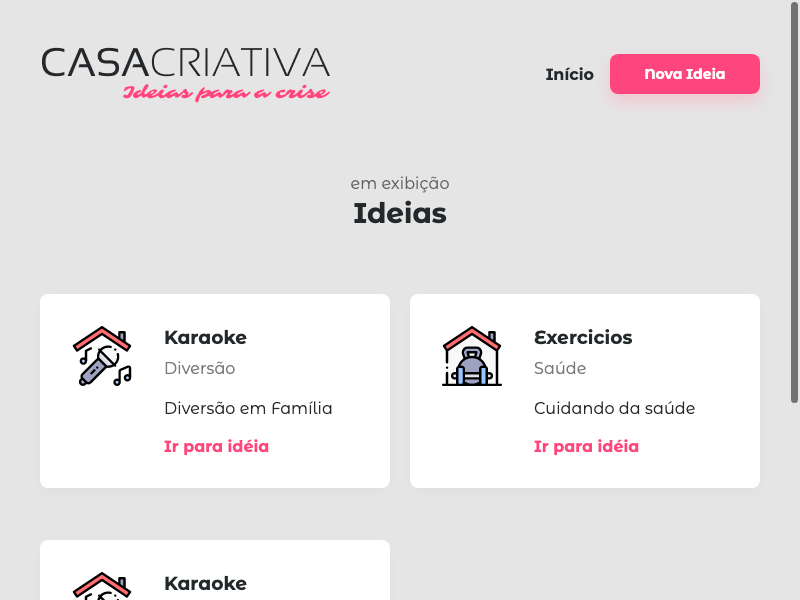 CASACRIATIVA
Ideias para a crise
Início
Nova Ideia
em exibição
Ideias
Karaoke
Diversão
Diversão em Família
Ir para idéia
Exercicios
Saúde
Cuidando da saúde
Ir para idéia
Karaoke